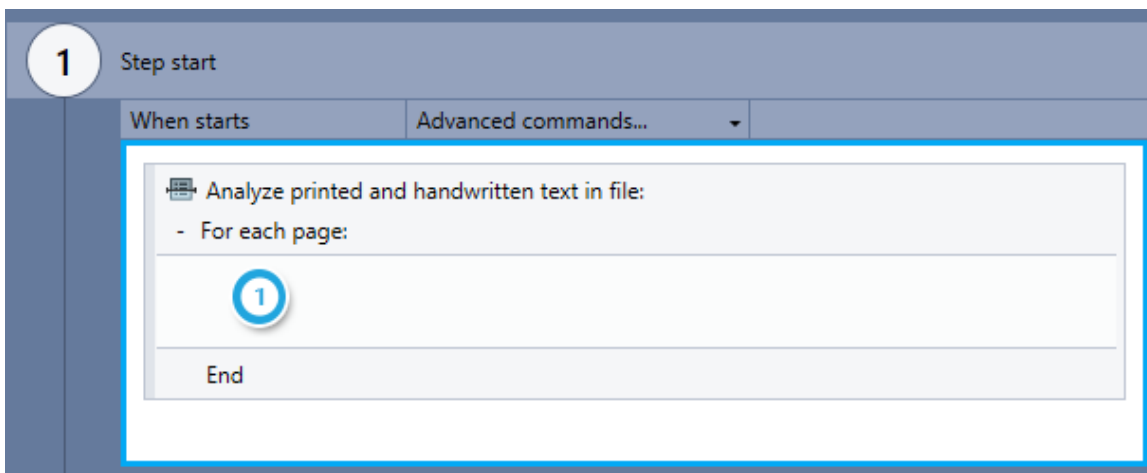 1
Step start
When starts
Advanced commands...
Analyze printed and handwritten text in file:
- For each page:
1
End